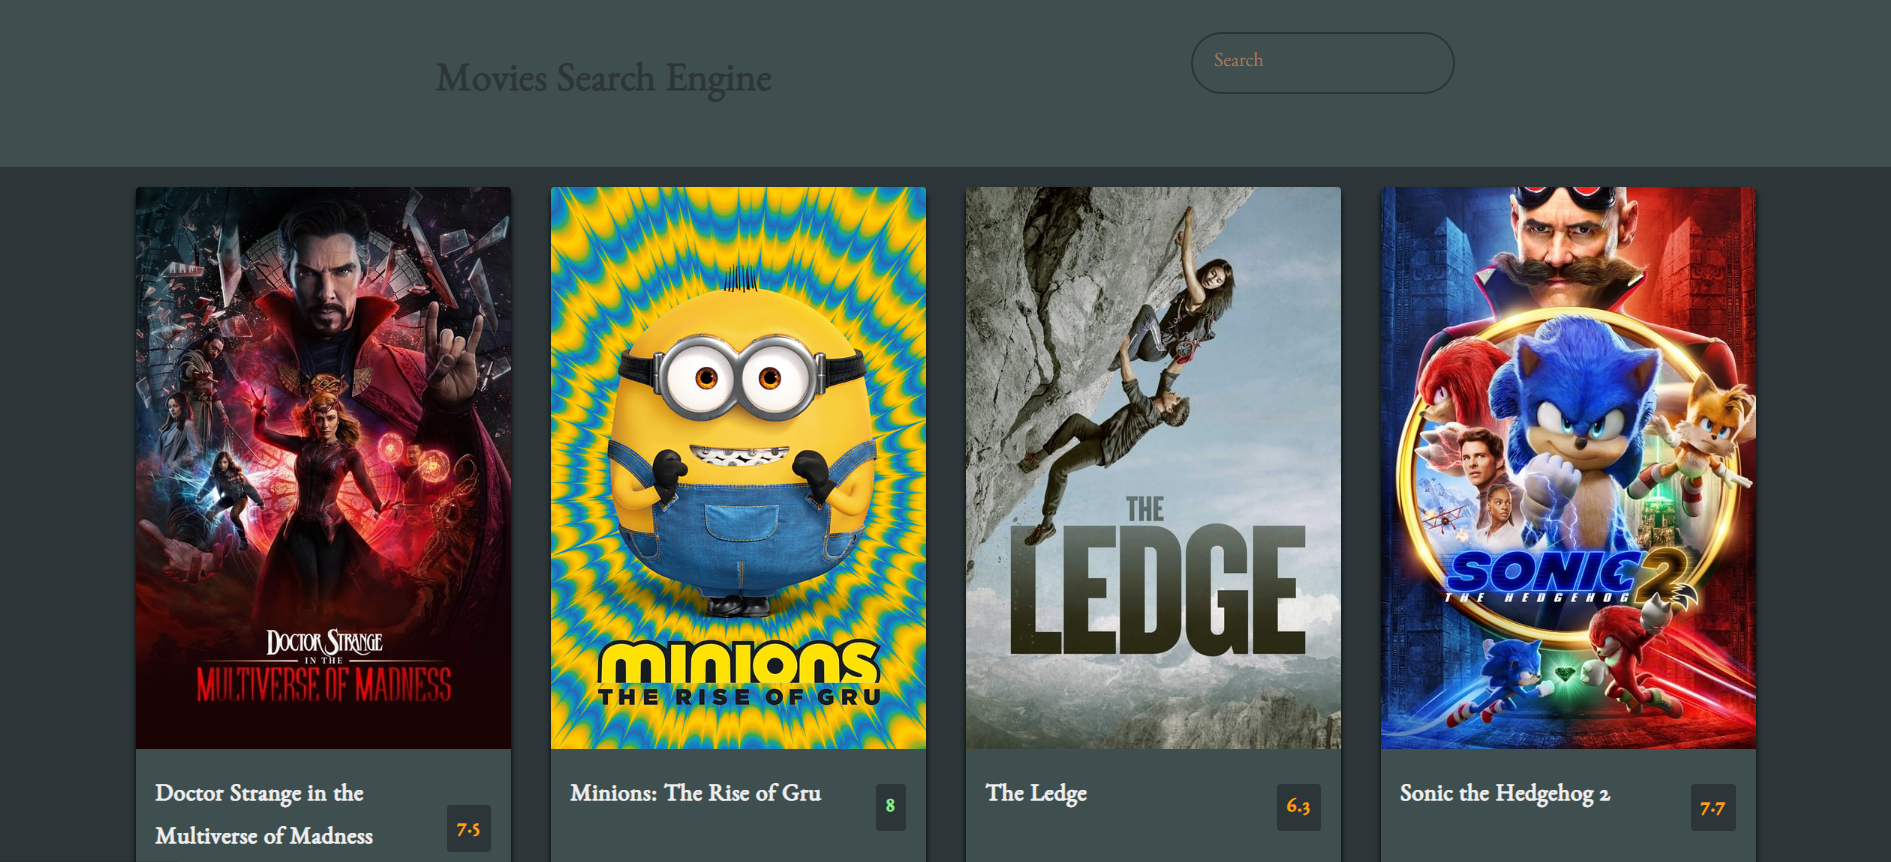 Movies Search Engine
Search
DOCTOR STRANGE
IN THE
MULTIVERSE OF MADNESS
minions
THE RISE OF GRU
THE
LEDGE
SONIC 2
THE HEDGEHOG
Doctor Strange in the
Multiverse of Madness
7.5
Minions: The Rise of Gru
8
The Ledge
6.3
Sonic the Hedgehog 2
7.7